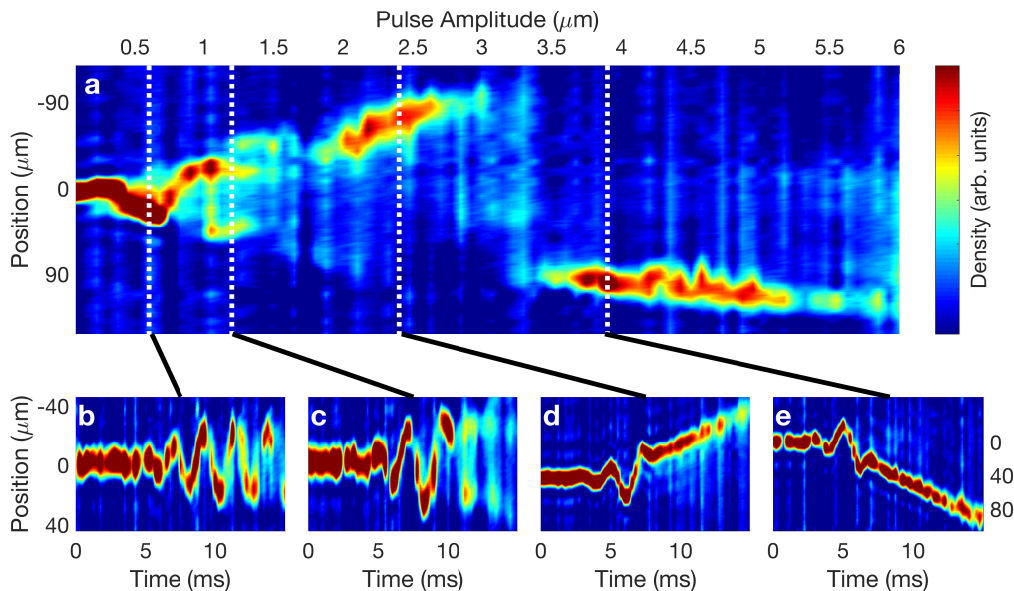 Pulse Amplitude (μm)
0.5 1 1.5 2 2.5 3 3.5 4 4.5 5 5.5 6
a
-90
0
90
Position (μm)
Density (arb. units)
b c d e
-40
0
40
Position (μm)
0
40
80
0 5 10 0 5 10 0 5 10 0 5 10
Time (ms) Time (ms) Time (ms) Time (ms)